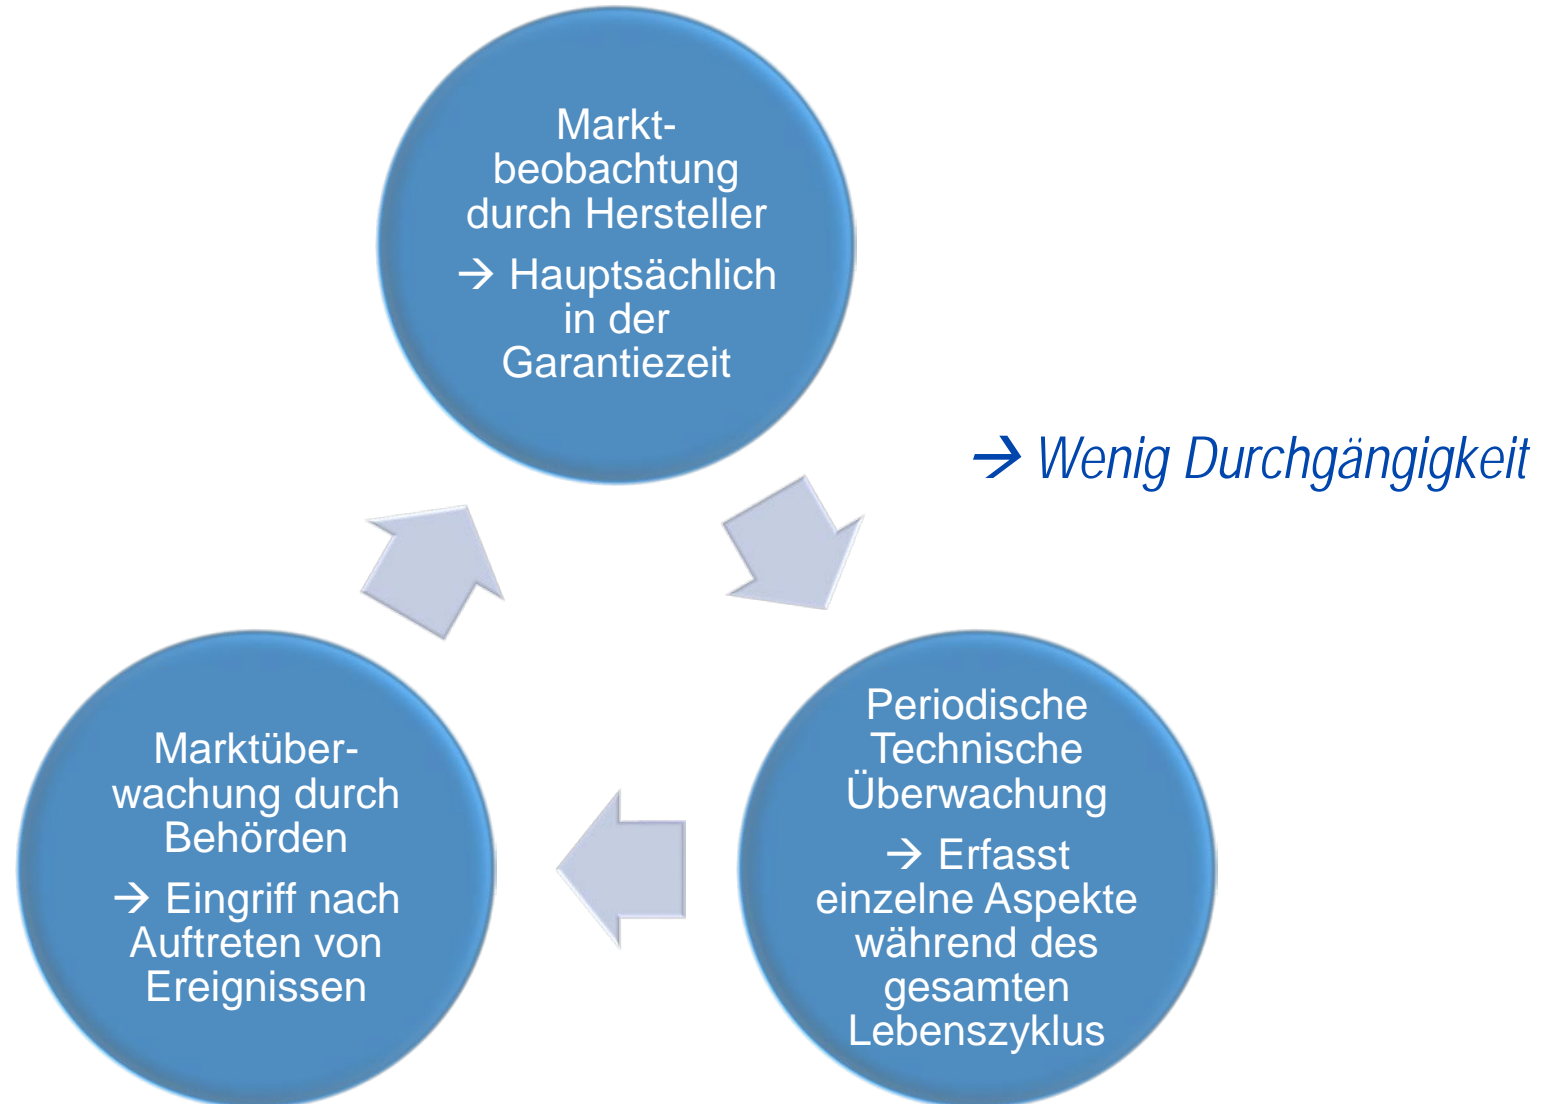 Markt-
beobachtung
durch Hersteller
→ Hauptsächlich
in der
Garantiezeit
→ Wenig Durchgängigkeit
Periodische
Technische
Überwachung
→ Erfasst
einzelne Aspekte
während des
gesamten
Lebenszyklus
Marktüber-
wachung durch
Behörden
→ Eingriff nach
Auftreten von
Ereignissen